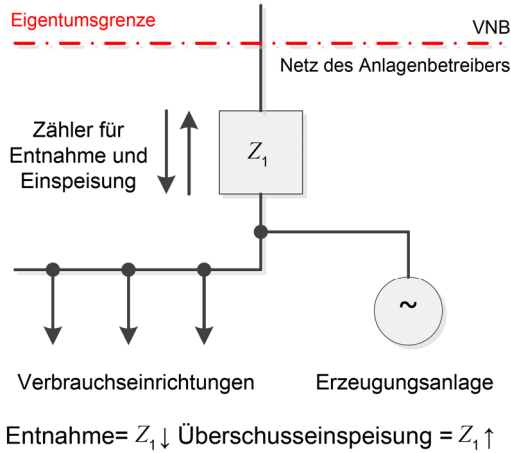 Eigentumsgrenze
VNB
Netz des Anlagenbetreibers
Zähler für
Entnahme und
Einspeisung
Z₁
~
Verbrauchseinrichtungen
Erzeugungsanlage
Entnahme= Z₁↓ Überschusseinspeisung = Z₁↑